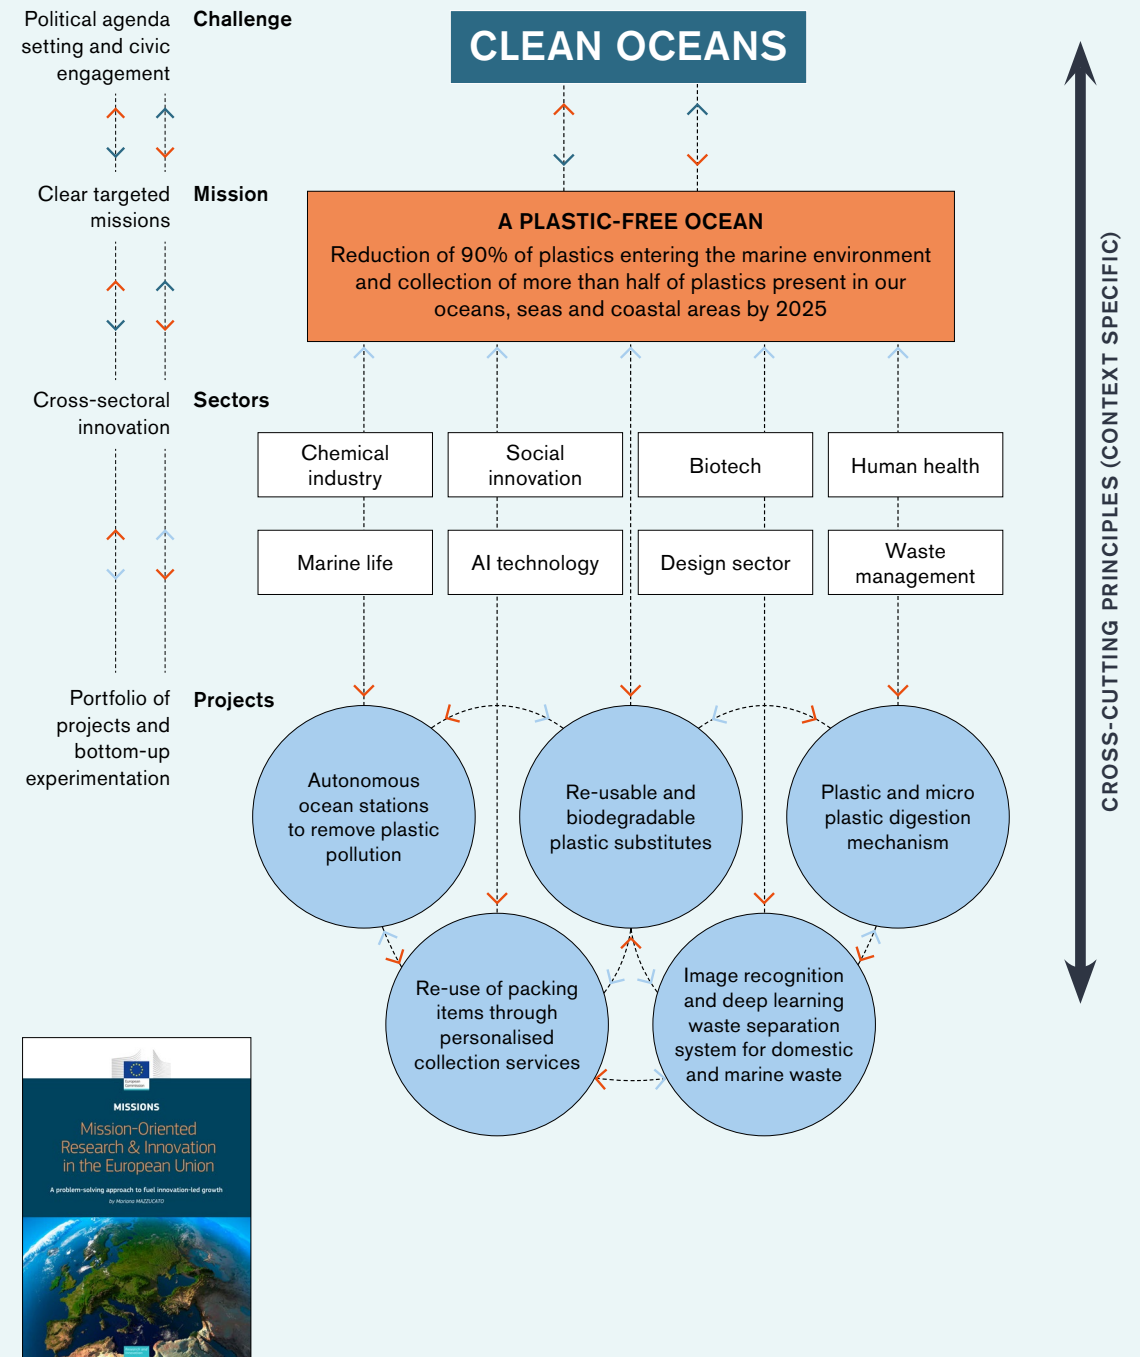 Political agenda
setting and civic
engagement
Challenge
CLEAN OCEANS
Clear targeted
missions
Mission
A PLASTIC-FREE OCEAN
Reduction of 90% of plastics entering the marine environment
and collection of more than half of plastics present in our
oceans, seas and coastal areas by 2025
Cross-sectoral
innovation
Sectors
Chemical
industry
Social
innovation
Biotech
Human health
Marine life
AI technology
Design sector
Waste
management
Portfolio of
projects and
bottom-up
experimentation
Projects
Autonomous
ocean stations
to remove plastic
pollution
Re-usable and
biodegradable
plastic substitutes
Plastic and micro
plastic digestion
mechanism
Re-use of packing
items through
personalised
collection services
Image recognition
and deep learning
waste separation
system for domestic
and marine waste
CROSS-CUTTING PRINCIPLES (CONTEXT SPECIFIC)
European
Commission
MISSIONS
Mission-Oriented
Research & Innovation
in the European Union
A problem-solving approach to fuel innovation-led growth
by Mariana MAZZUCATO